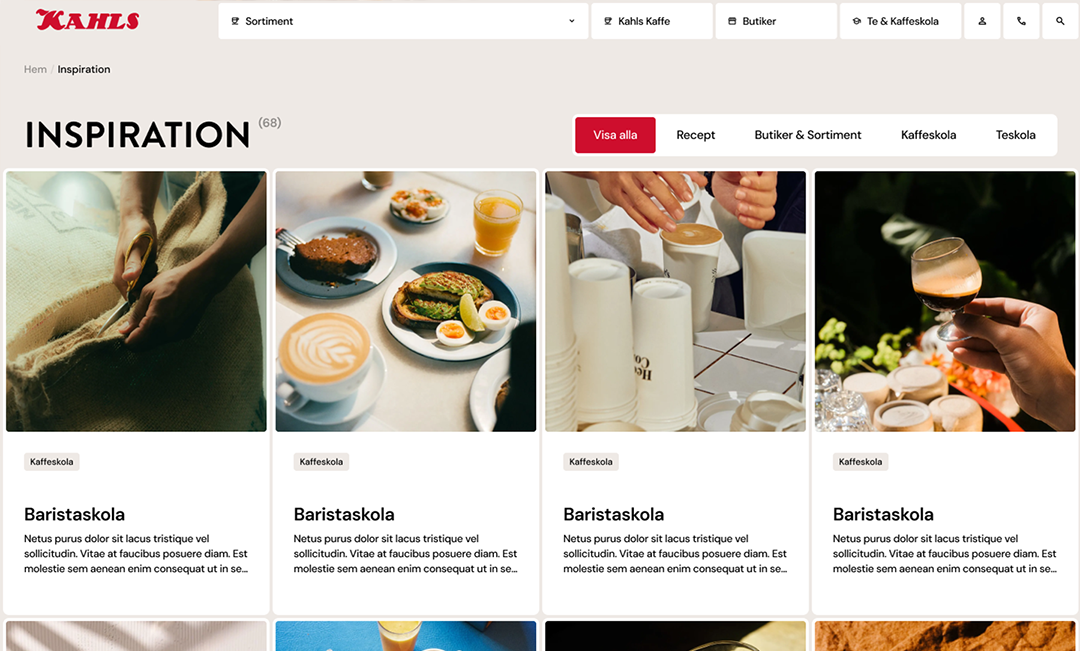 KAHLS
Sortiment
Kahls Kaffe
Butiker
Te & Kaffeskola
Hem / Inspiration
INSPIRATION (68)
Visa alla
Recept
Butiker & Sortiment
Kaffeskola
Teskola
Kaffeskola
Baristaskola
Netus purus dolor sit lacus tristique vel
sollicitudin. Vitae at faucibus posuere diam. Est
molestie sem aenean enim consequat ut in se...
Kaffeskola
Baristaskola
Netus purus dolor sit lacus tristique vel
sollicitudin. Vitae at faucibus posuere diam. Est
molestie sem aenean enim consequat ut in se...
Kaffeskola
Baristaskola
Netus purus dolor sit lacus tristique vel
sollicitudin. Vitae at faucibus posuere diam. Est
molestie sem aenean enim consequat ut in se...
Kaffeskola
Baristaskola
Netus purus dolor sit lacus tristique vel
sollicitudin. Vitae at faucibus posuere diam. Est
molestie sem aenean enim consequat ut in se...